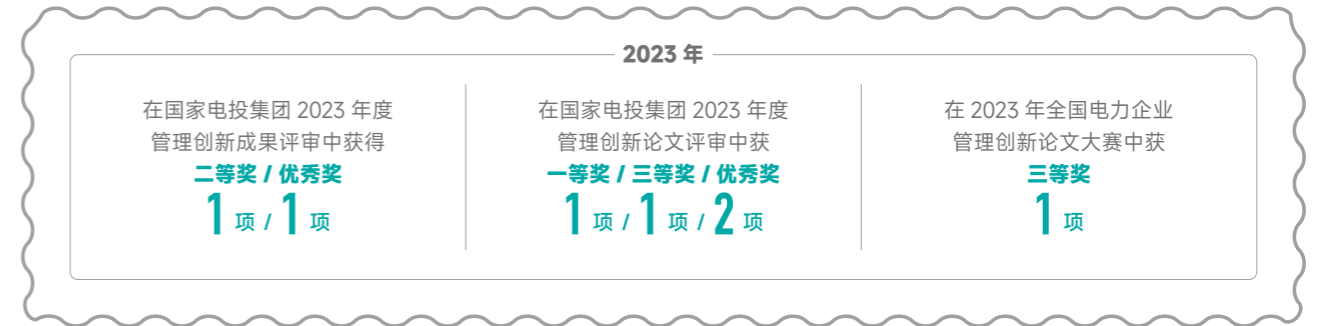 2023 年
在国家电投集团 2023 年度
管理创新成果评审中获得
二等奖 / 优秀奖
1 项 / 1 项
在国家电投集团 2023 年度
管理创新论文评审中获
一等奖 / 三等奖 / 优秀奖
1 项 / 1 项 / 2 项
在 2023 年全国电力企业
管理创新论文大赛中获
三等奖
1 项